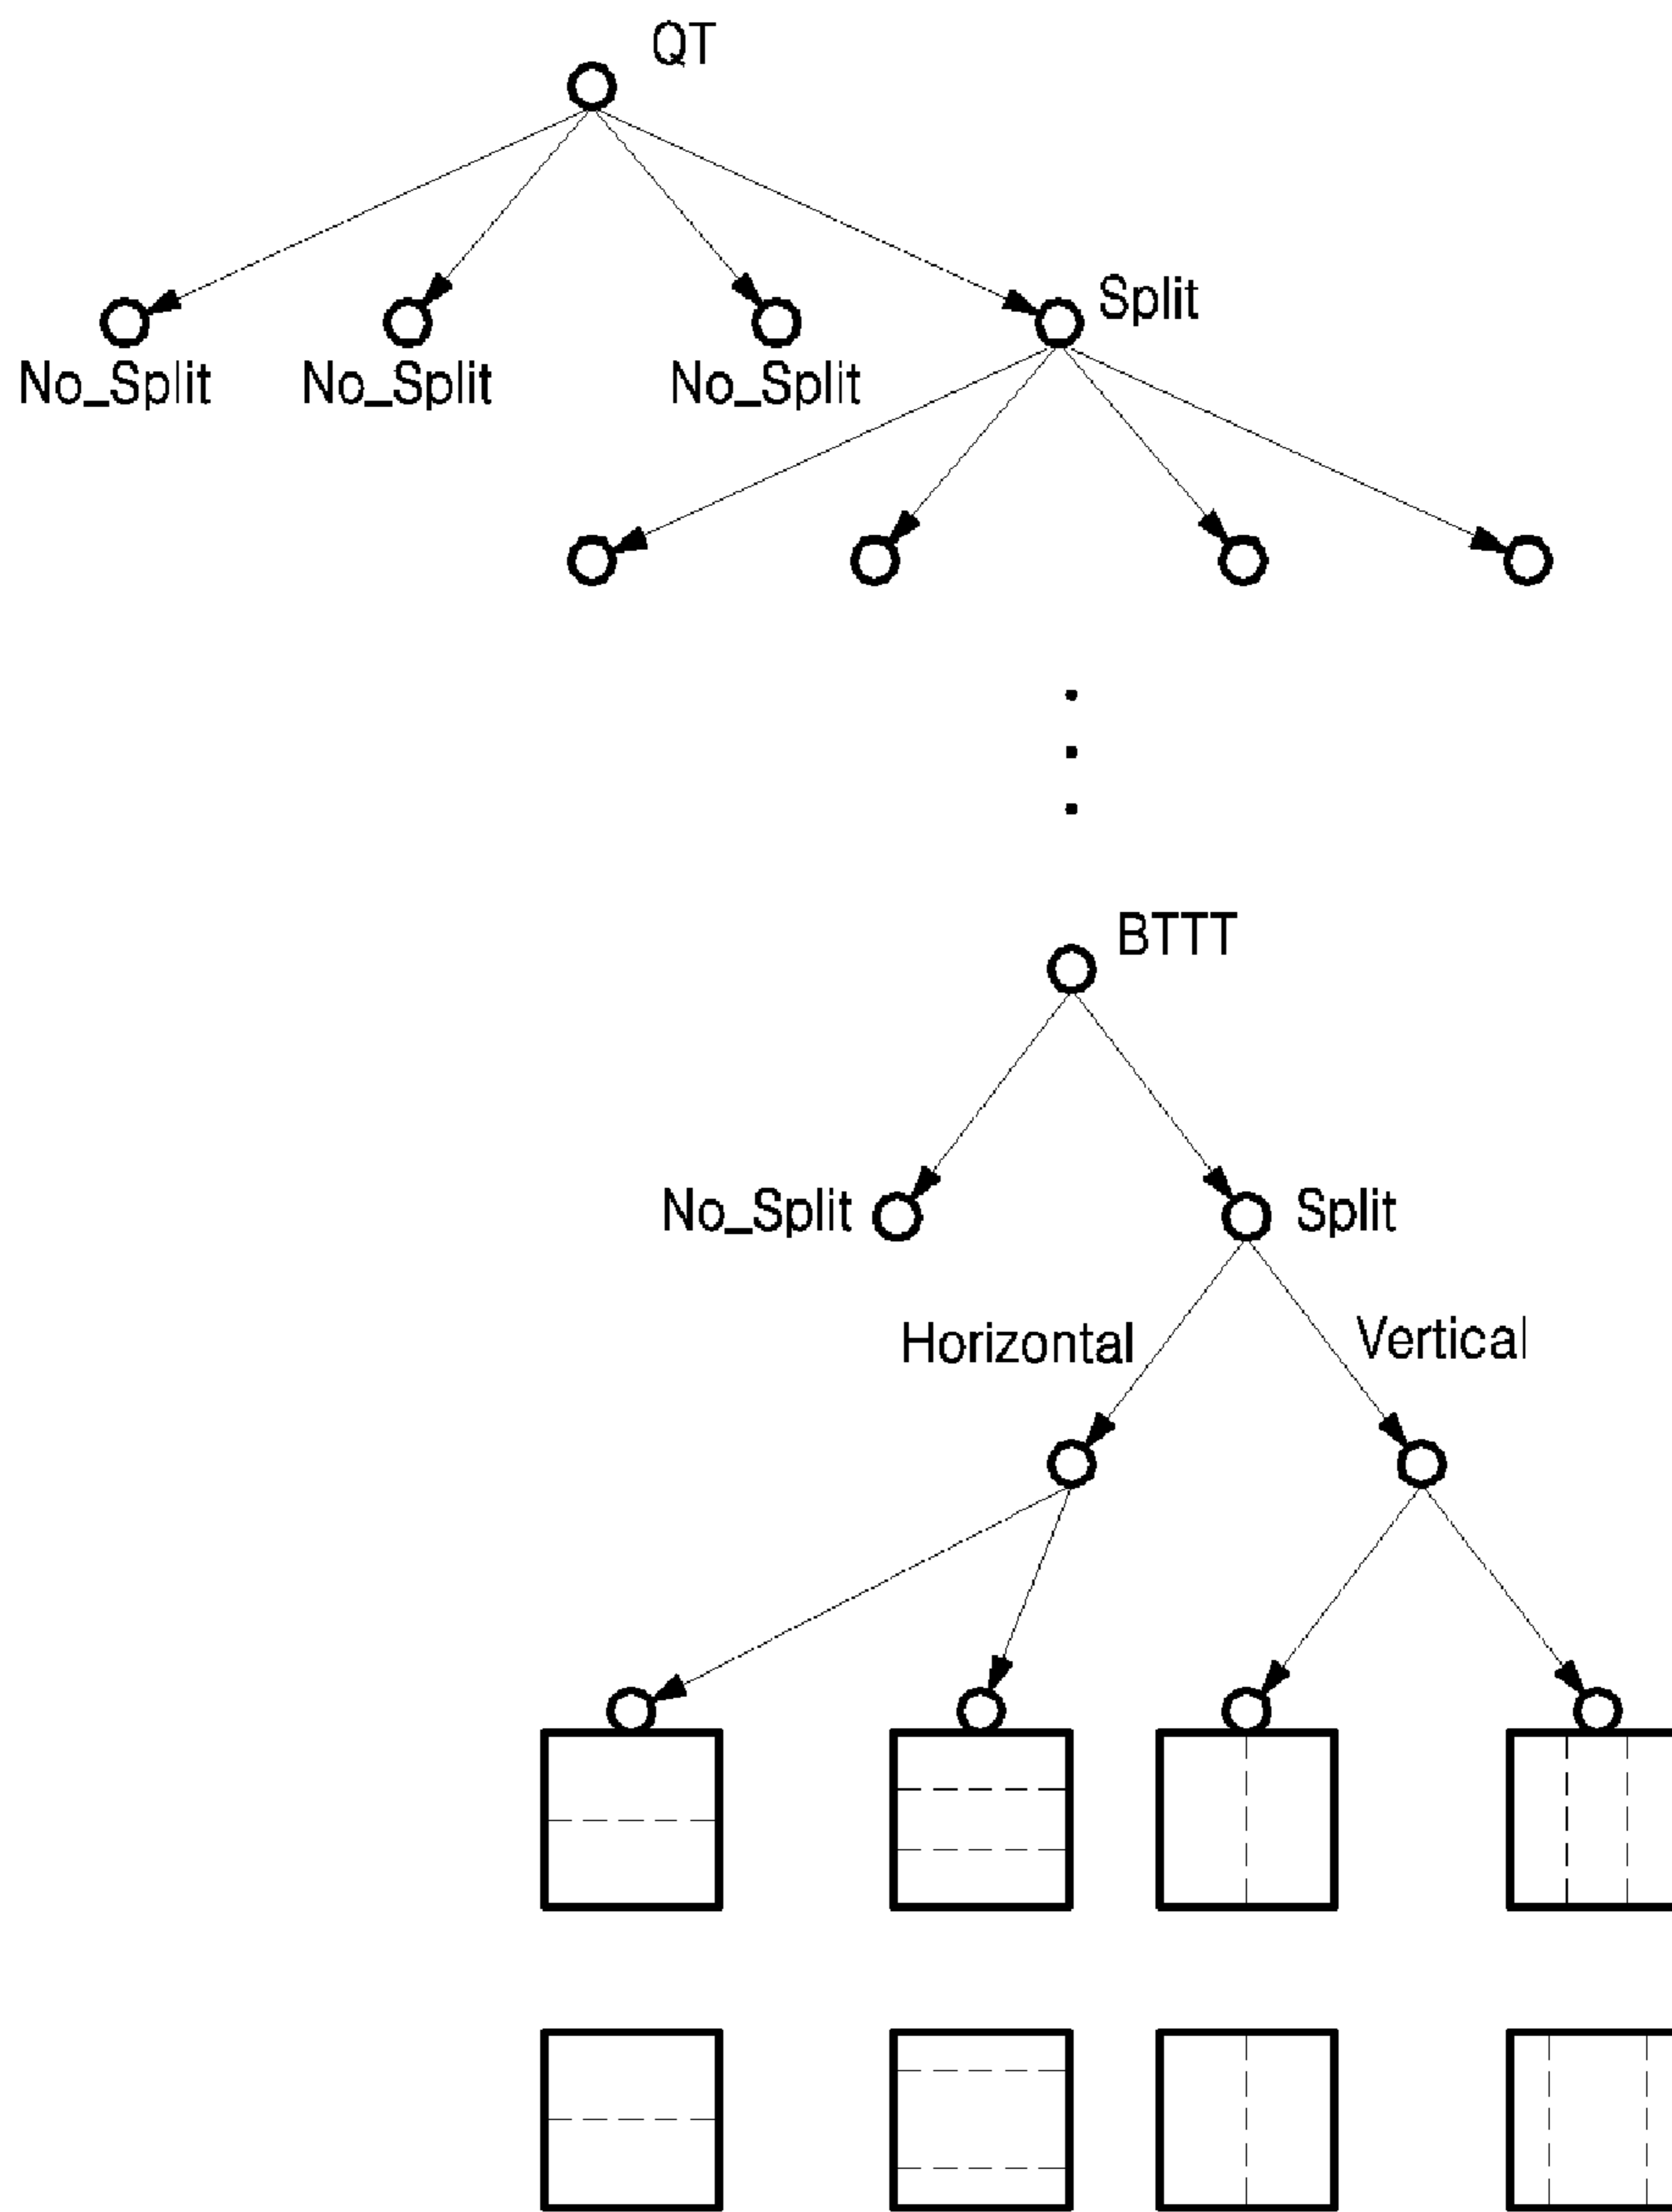 QT
Split
No_Split
No_Split
No_Split
BTTT
No_Split
Split
Horizontal
Vertical